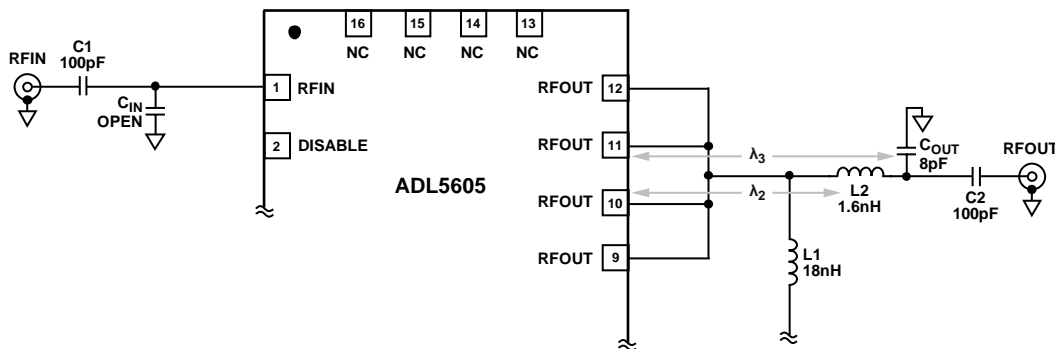 16
15
14
13
NC
NC
NC
NC
RFIN
C1
100pF
CIN
OPEN
1
RFIN
2
DISABLE
ADL5605
RFOUT
12
RFOUT
11
RFOUT
10
RFOUT
9
λ3
λ2
L2
1.6nH
L1
18nH
COUT
8pF
C2
100pF
RFOUT